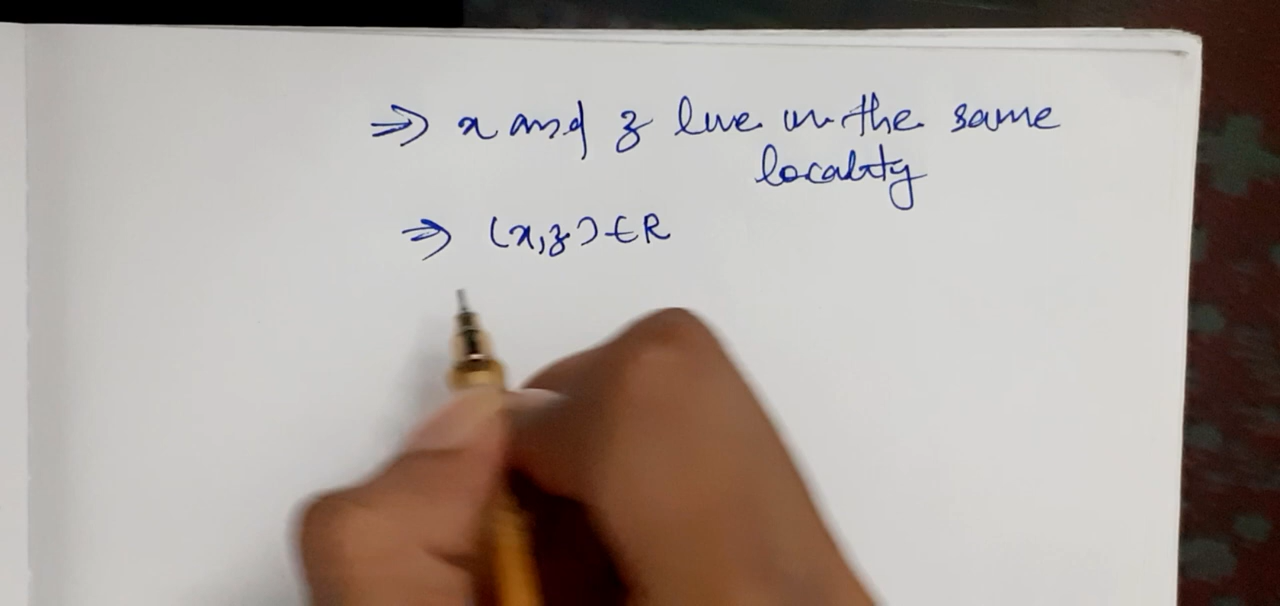 ⇒ x and z live in the same
locality
⇒ (x,z) ∈ R